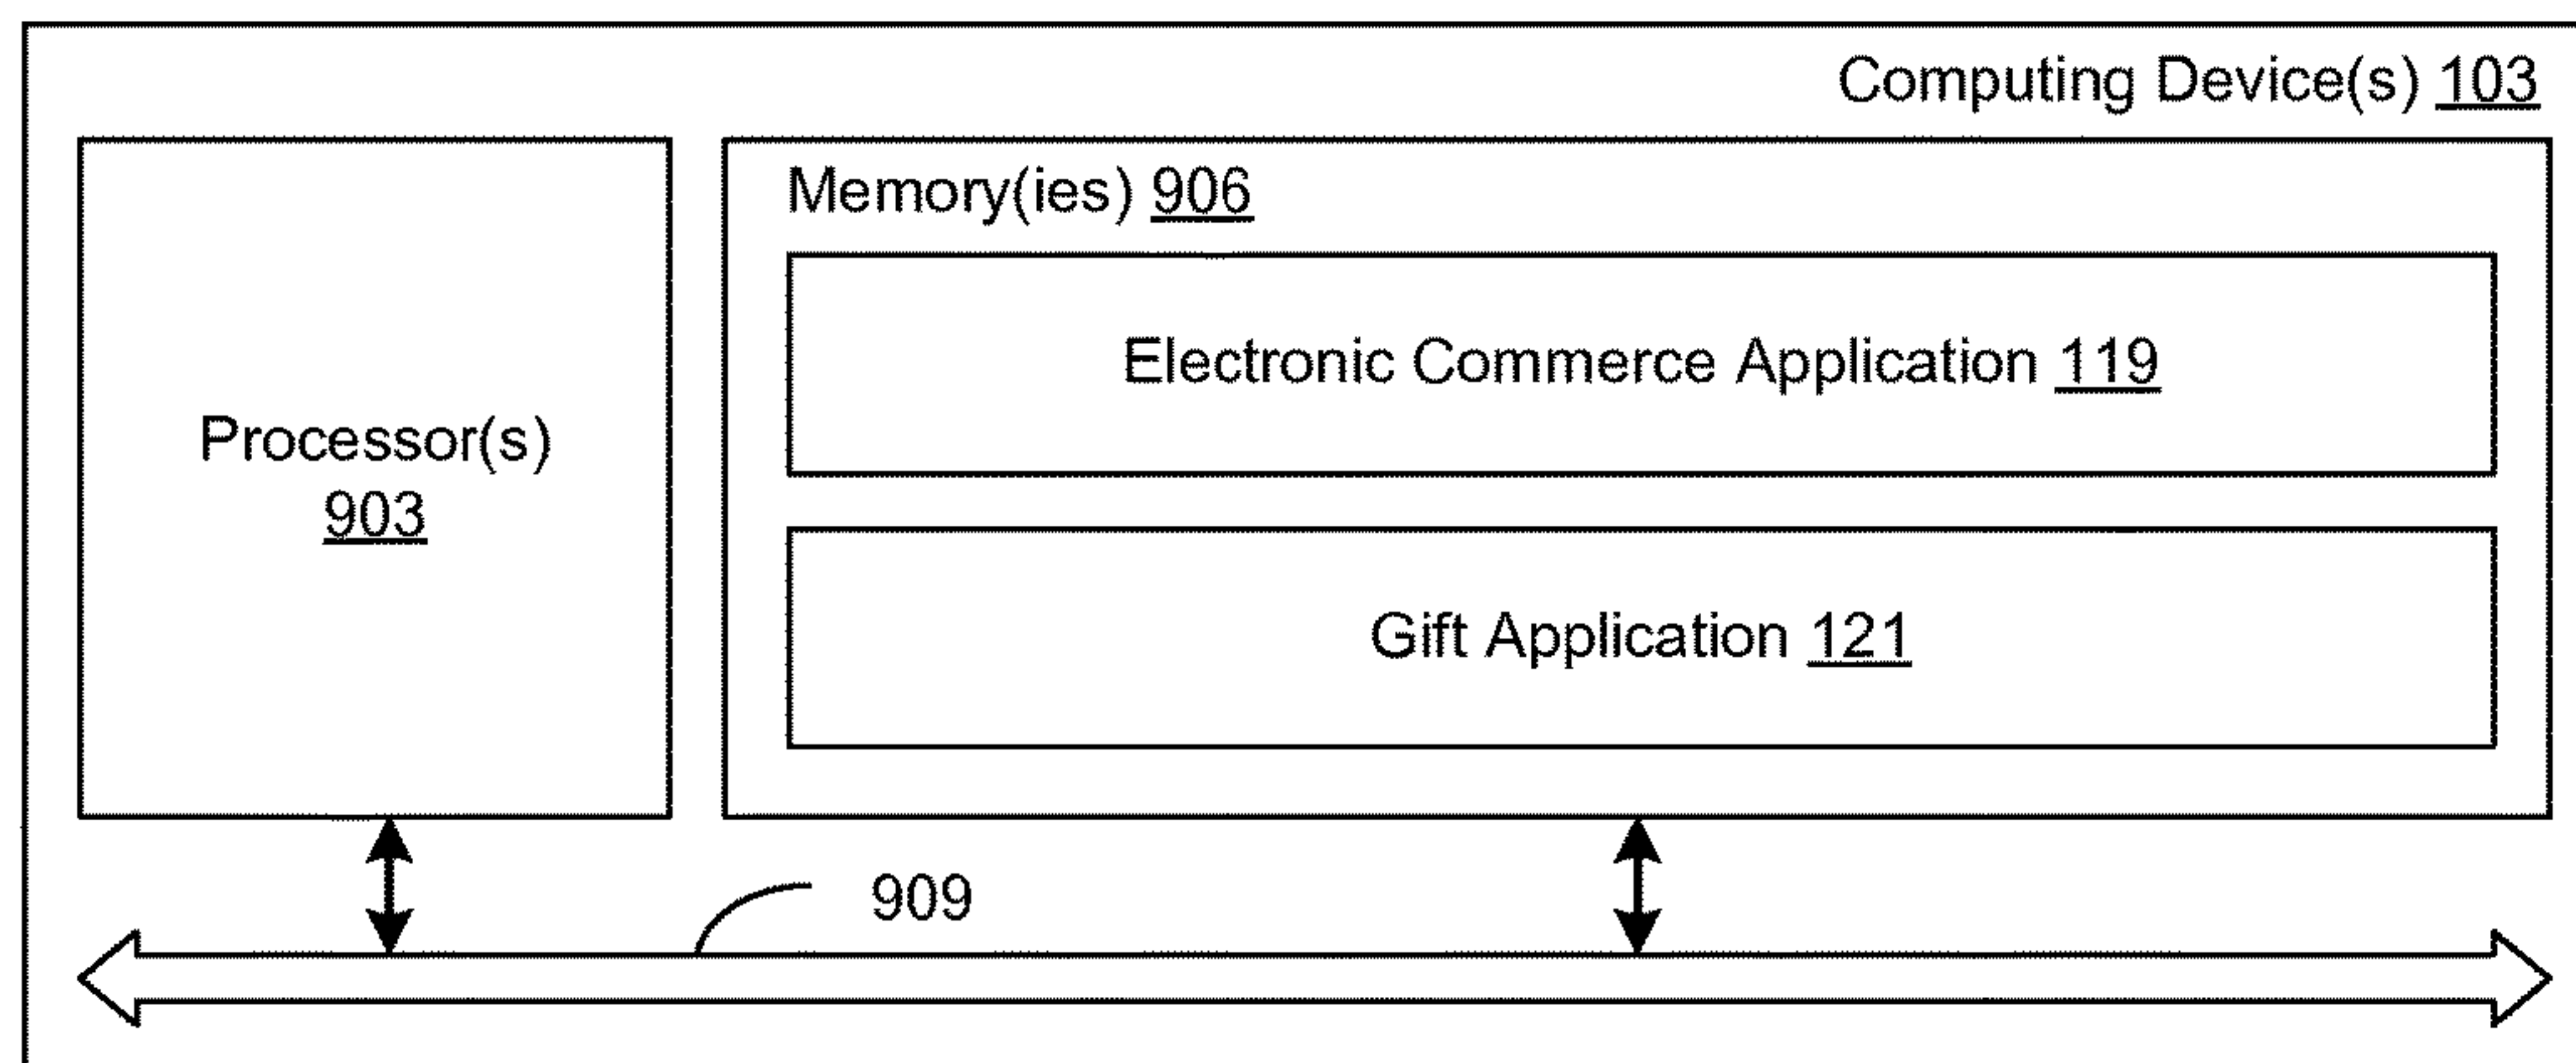 Computing Device(s) 103
Memory(ies) 906
Electronic Commerce Application 119
Processor(s)
903
Gift Application 121
909